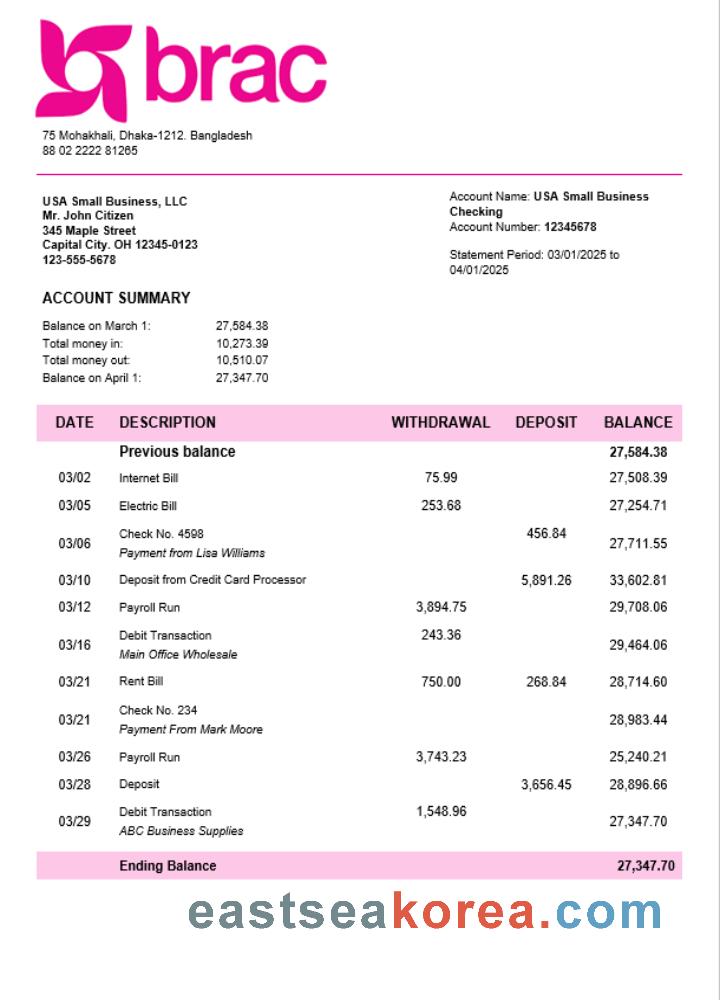 brac
75 Mohakhali, Dhaka-1212. Bangladesh
88 02 2222 81265
USA Small Business, LLC
Mr. John Citizen
345 Maple Street
Capital City. OH 12345-0123
123-555-5678
Account Name: USA Small Business
Checking
Account Number: 12345678
Statement Period: 03/01/2025 to
04/01/2025
ACCOUNT SUMMARY
Balance on March 1: 27,584.38
Total money in: 10,273.39
Total money out: 10,510.07
Balance on April 1: 27,347.70
DATE DESCRIPTION WITHDRAWAL DEPOSIT BALANCE
Previous balance 27,584.38
03/02 Internet Bill 75.99 27,508.39
03/05 Electric Bill 253.68 27,254.71
03/06 Check No. 4598 456.84 27,711.55
Payment from Lisa Williams
03/10 Deposit from Credit Card Processor 5,891.26 33,602.81
03/12 Payroll Run 3,894.75 29,708.06
03/16 Debit Transaction 243.36 29,464.06
Main Office Wholesale
03/21 Rent Bill 750.00 268.84 28,714.60
03/21 Check No. 234 28,983.44
Payment From Mark Moore
03/26 Payroll Run 3,743.23 25,240.21
03/28 Deposit 3,656.45 28,896.66
03/29 Debit Transaction 1,548.96 27,347.70
ABC Business Supplies
Ending Balance 27,347.70
eastseakorea.com